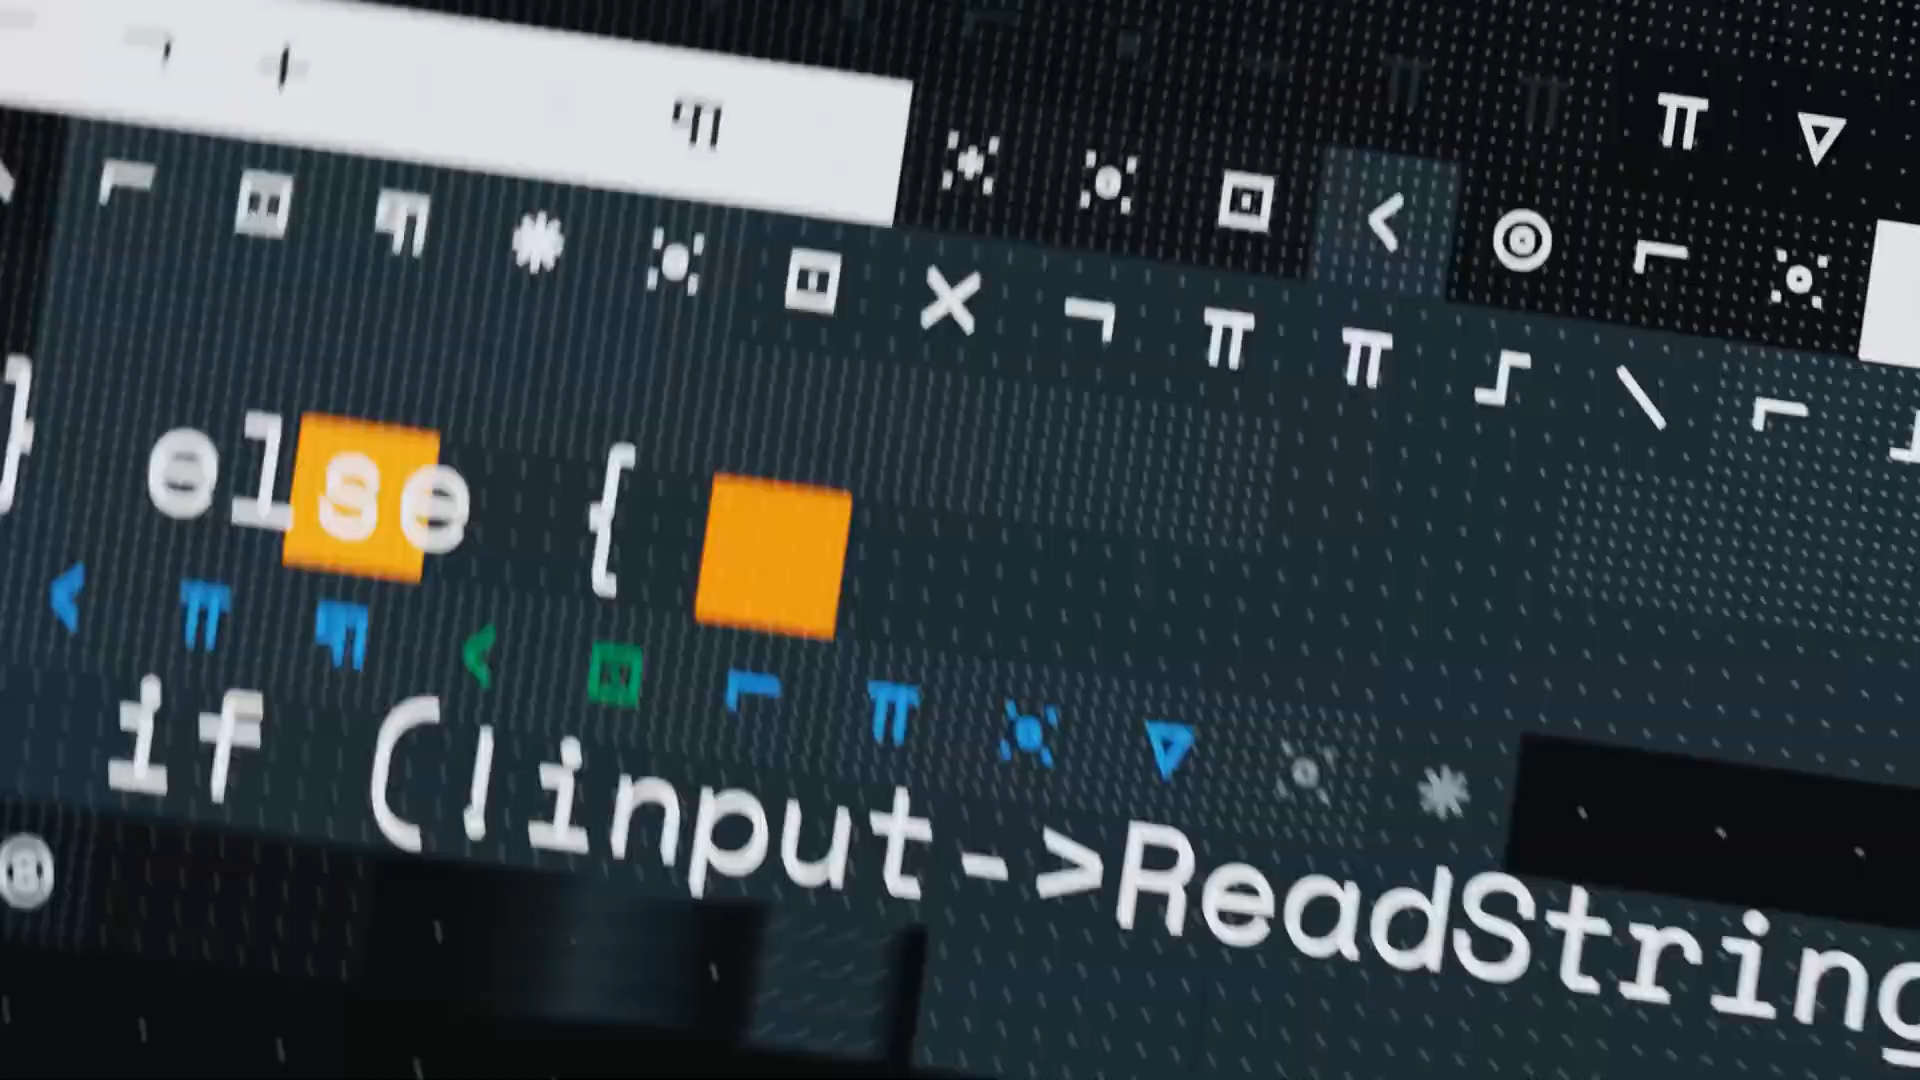 } else {
if (!input->ReadString